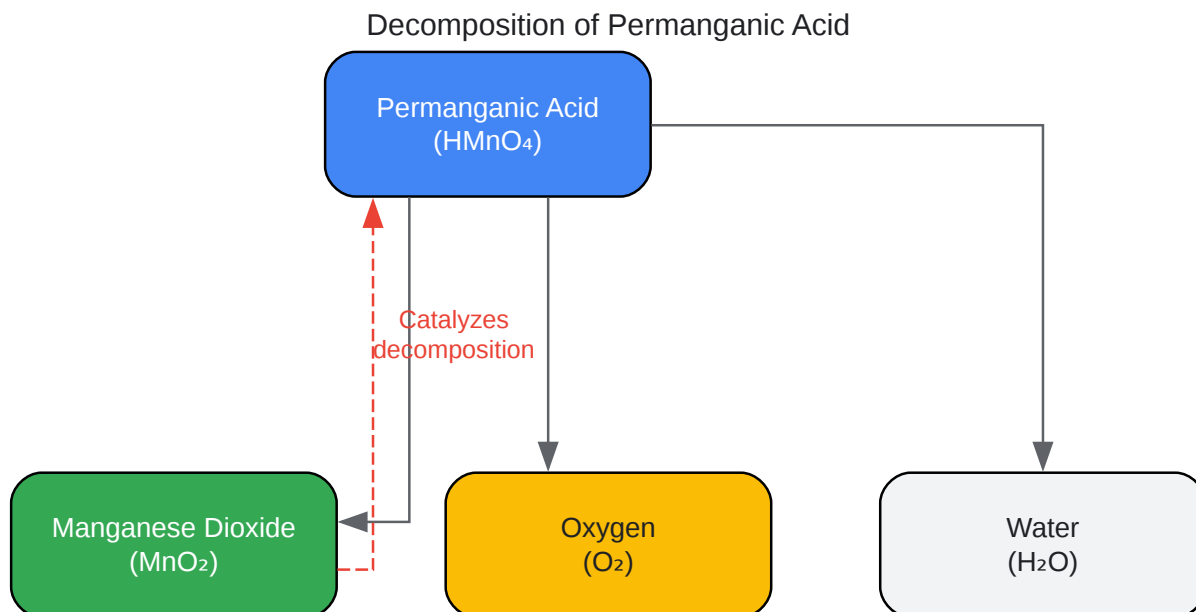 Decomposition of Permanganic Acid
Permanganic Acid
(HMnO₄)
Catalyzes
decomposition
Manganese Dioxide
(MnO₂)
Oxygen
(O₂)
Water
(H₂O)